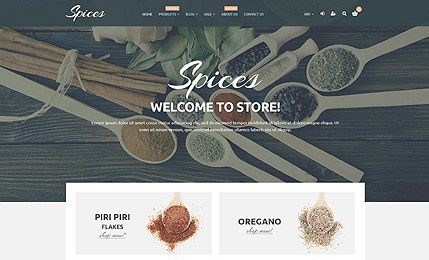 Spices
HOME PRODUCTS BLOG SALE ABOUT US CONTACT US
USD
Spices
WELCOME TO STORE!
Lorem ipsum dolor sit amet conse ctetur adipisicing elit, sed do eiusmod tempor incididunt ut labore et dolore magna aliqua. Ut
enim ad minim veniam, quis nostrud exercitation ullamco laboris nisi ut aliquip.
PIRI PIRI
FLAKES
shop now!
OREGANO
shop now!